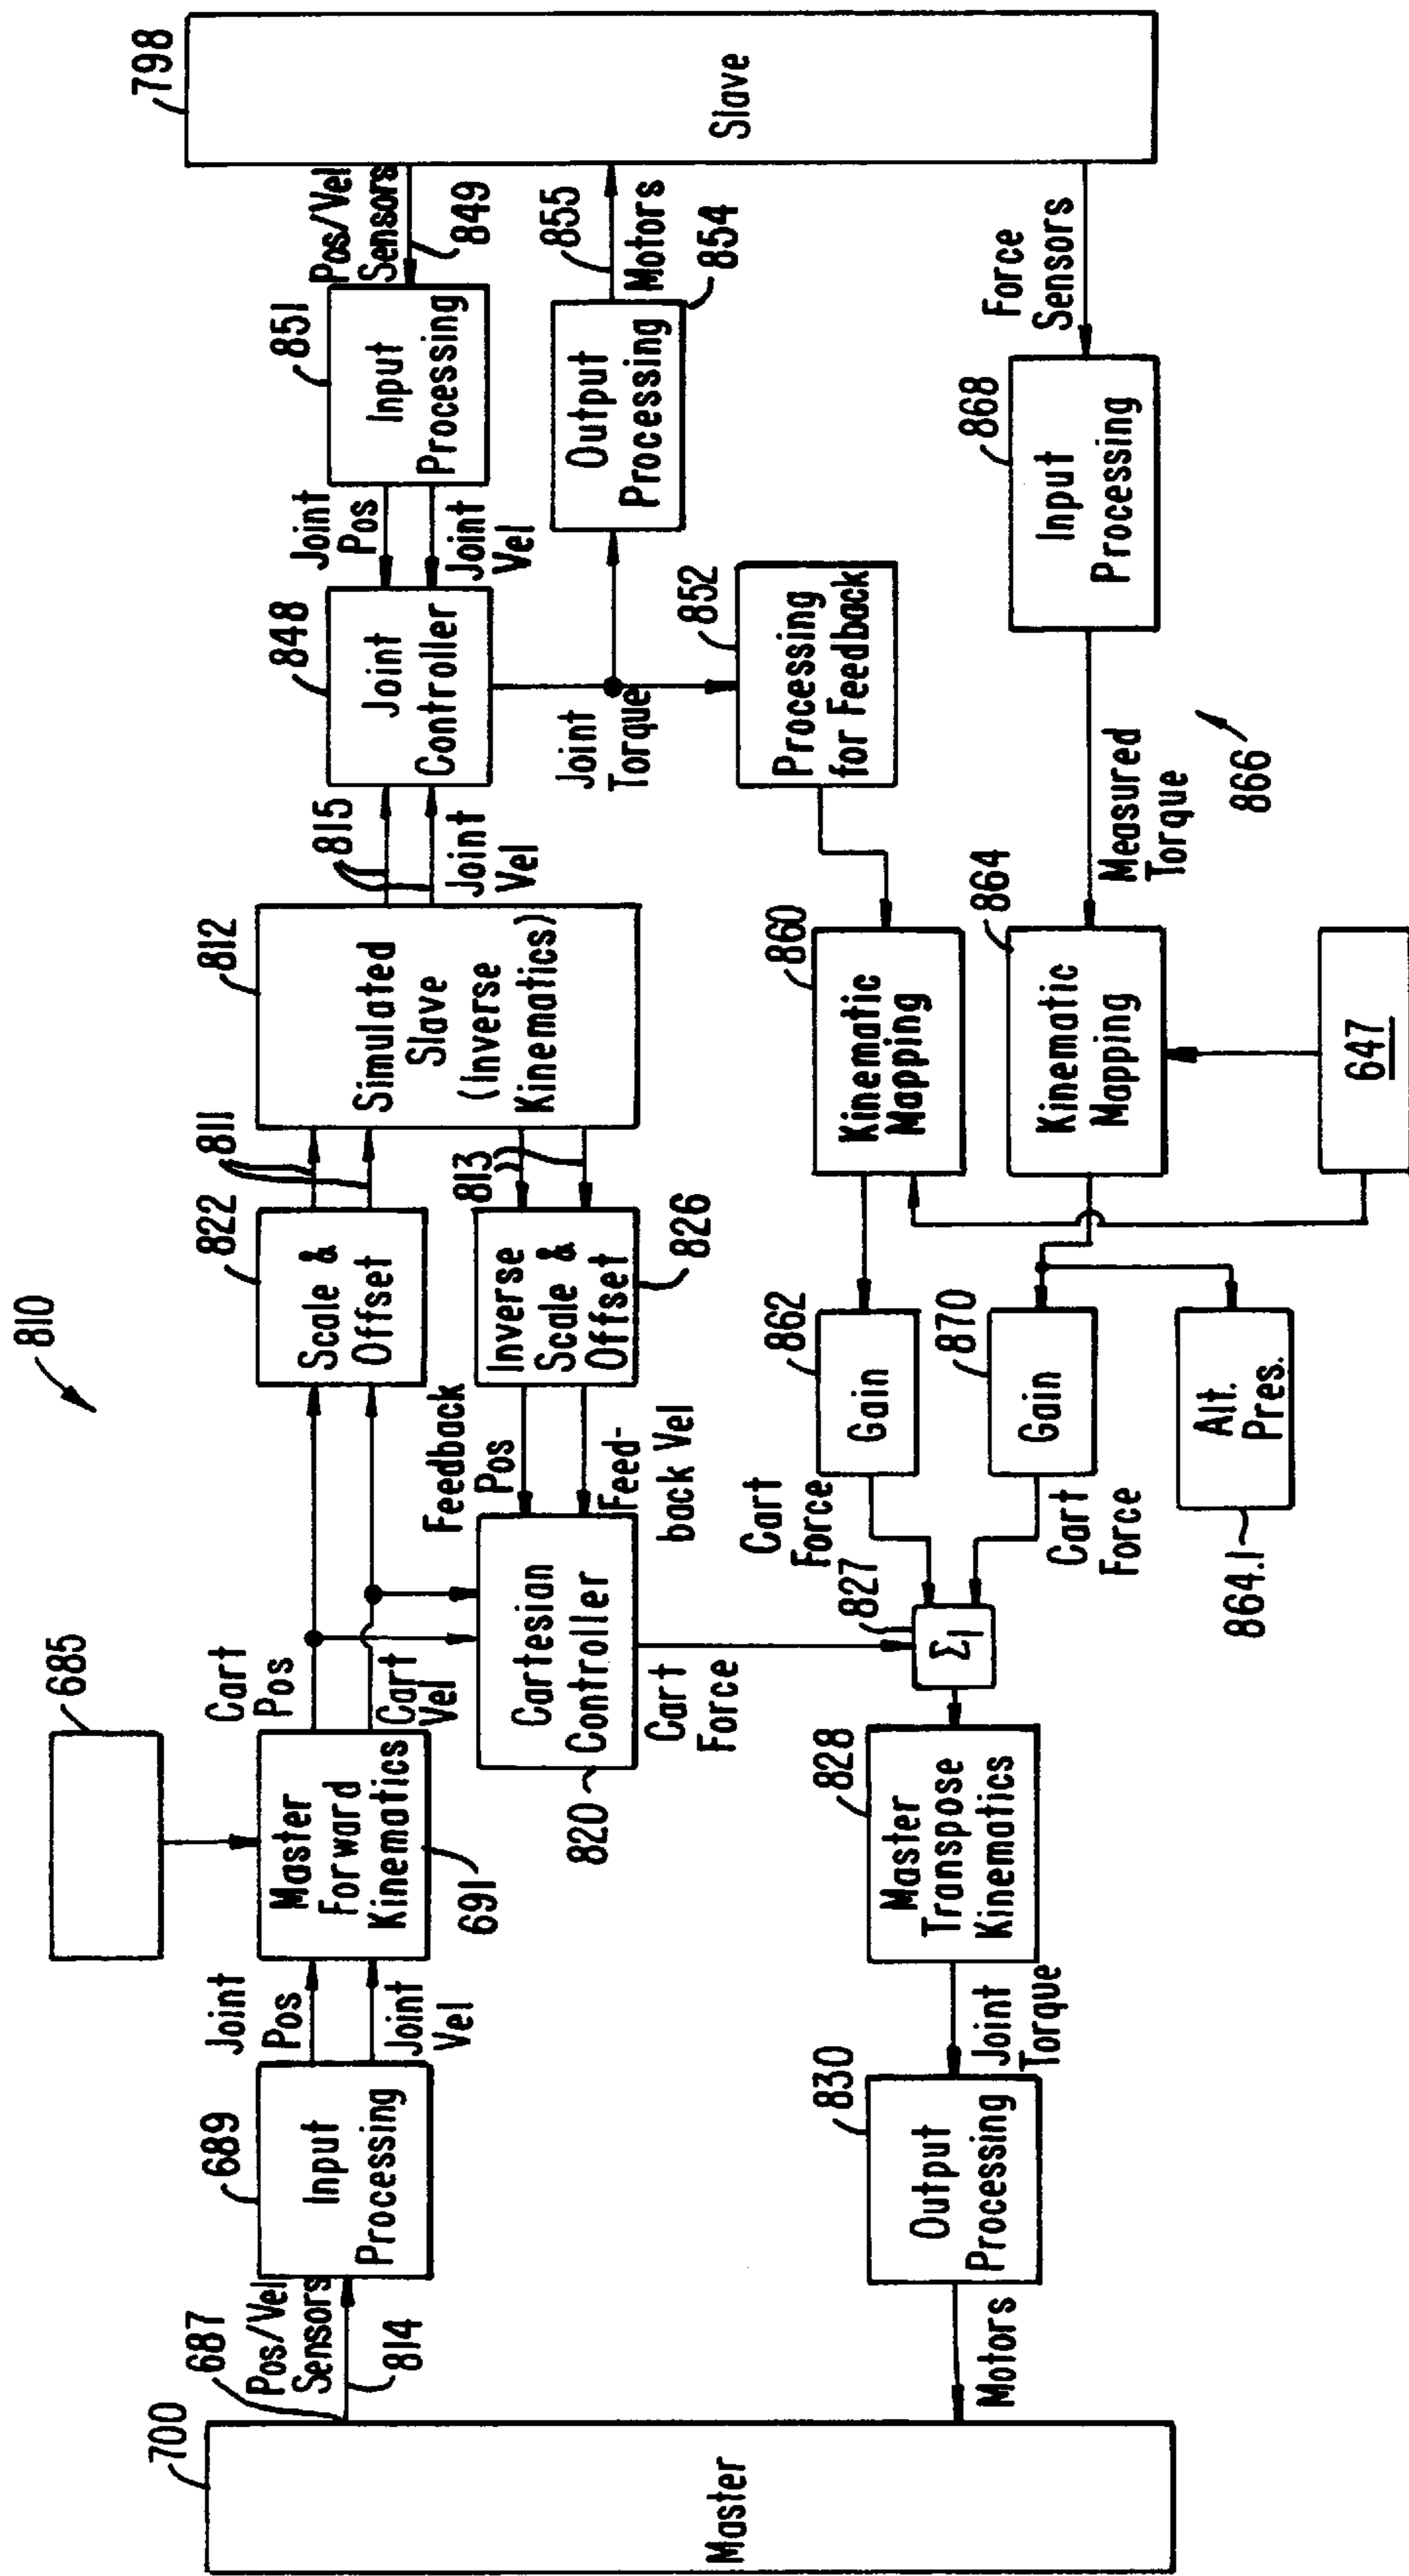 810
700
Master
687
Pos/Vel
Sensors
814
689
Input
Processing
Joint
Pos
Joint
Vel
685
Master
Forward
Kinematics
691
Cart
Pos
Cart
Vel
822
Scale &
Offset
811
812
Simulated
Slave
(Inverse
Kinematics)
815
Joint
Vel
848
Joint
Controller
Joint
Pos
Joint
Vel
851
Input
Processing
Pos/Vel
Sensors
849
798
Slave
820
Cartesian
Controller
Feedback
Pos
Feed-
back Vel
Inverse
Scale &
Offset
826
813
Cart
Force
Joint
Torque
Output
Processing
854
855
Motors
852
Processing
for Feedback
860
Kinematic
Mapping
862
Gain
Cart
Force
827
Σ
828
Master
Transpose
Kinematics
Joint
Torque
830
Output
Processing
Motors
870
Gain
Cart
Force
864
Kinematic
Mapping
Measured
Torque
866
868
Input
Processing
Force
Sensors
Alt.
Pres.
864.1
647